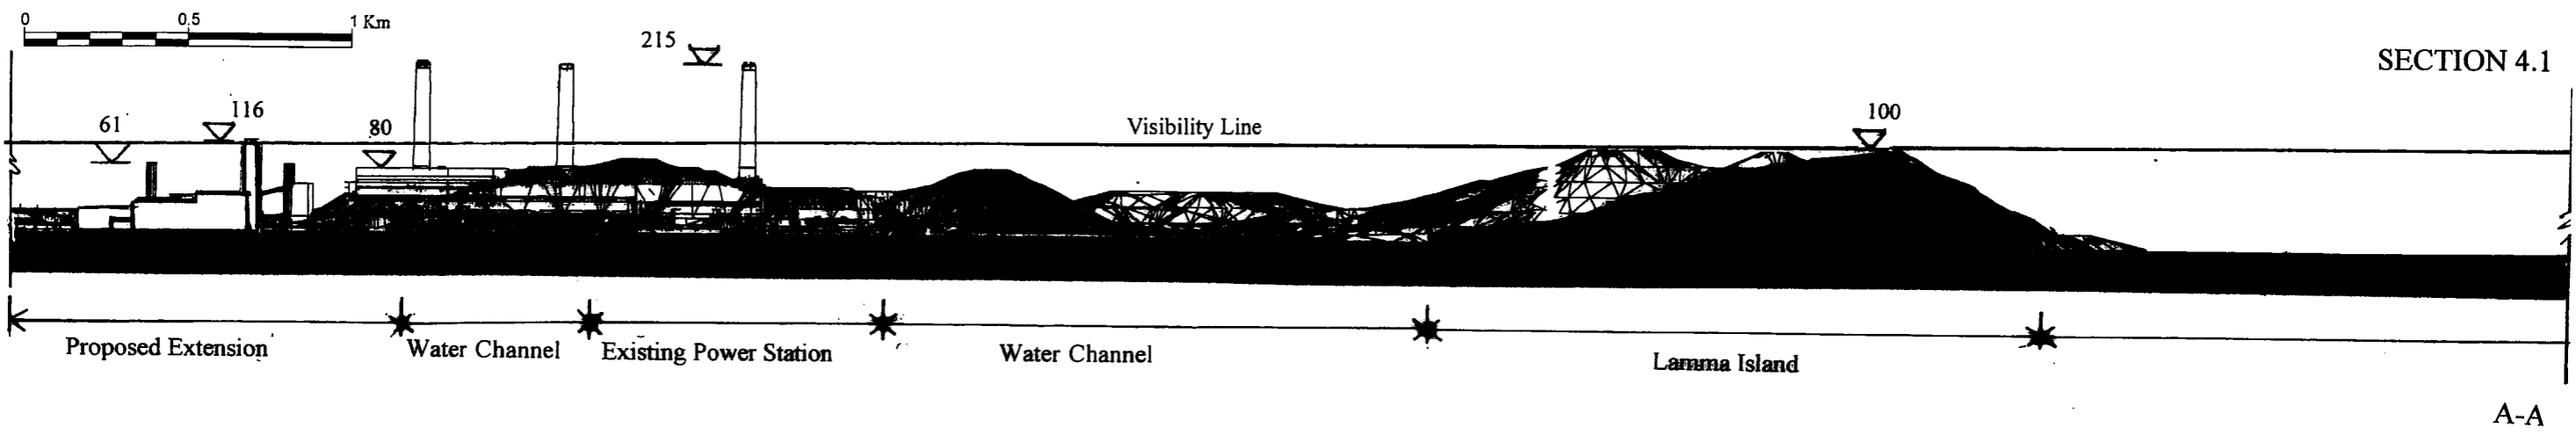 0 0.5 1 Km
215
SECTION 4.1
61 116 80 Visibility Line 100
Proposed Extension Water Channel Existing Power Station Water Channel Lamma Island
A-A